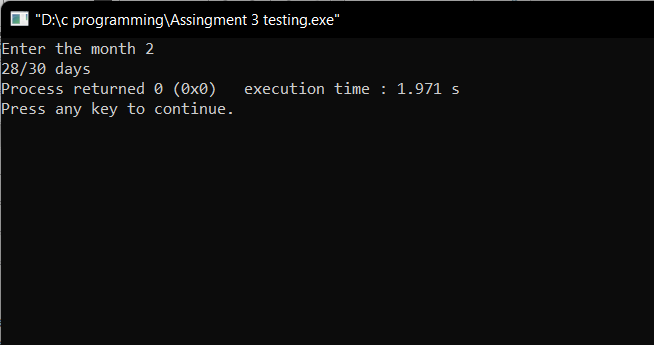 "D:\c programming\Assingment 3 testing.exe"
Enter the month 2
28/30 days
Process returned 0 (0x0)   execution time : 1.971 s
Press any key to continue.